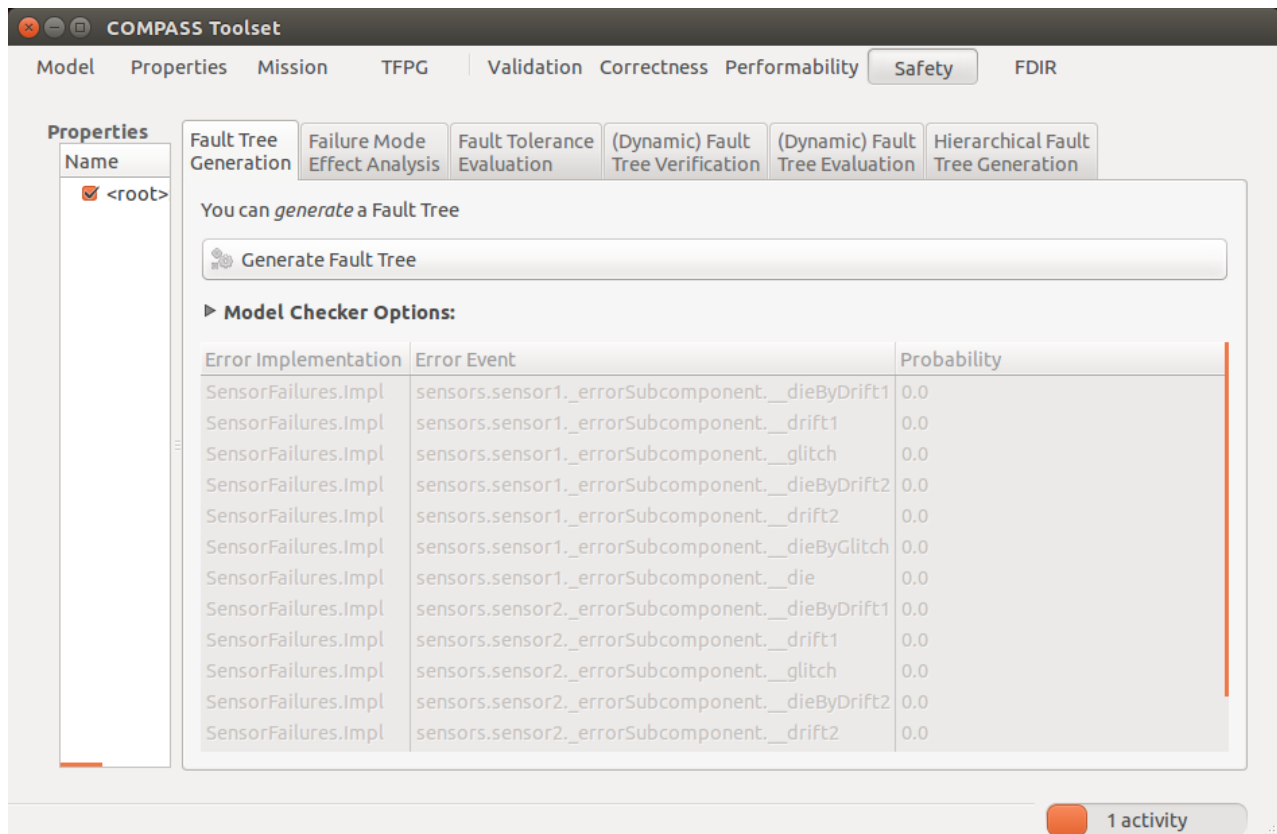 COMPASS Toolset
Model Properties Mission TFPG Validation Correctness Performability Safety FDIR
Properties
Name
<root>
Fault Tree Generation
Failure Mode Effect Analysis
Fault Tolerance Evaluation
(Dynamic) Fault Tree Verification
(Dynamic) Fault Tree Evaluation
Hierarchical Fault Tree Generation
You can generate a Fault Tree
Generate Fault Tree
Model Checker Options:
Error Implementation Error Event Probability
SensorFailures.Impl sensors.sensor1._errorSubcomponent.__dieByDrift1 0.0
SensorFailures.Impl sensors.sensor1._errorSubcomponent.__drift1 0.0
SensorFailures.Impl sensors.sensor1._errorSubcomponent.__glitch 0.0
SensorFailures.Impl sensors.sensor1._errorSubcomponent.__dieByDrift2 0.0
SensorFailures.Impl sensors.sensor1._errorSubcomponent.__drift2 0.0
SensorFailures.Impl sensors.sensor1._errorSubcomponent.__dieByGlitch 0.0
SensorFailures.Impl sensors.sensor1._errorSubcomponent.__die 0.0
SensorFailures.Impl sensors.sensor2._errorSubcomponent.__dieByDrift1 0.0
SensorFailures.Impl sensors.sensor2._errorSubcomponent.__drift1 0.0
SensorFailures.Impl sensors.sensor2._errorSubcomponent.__glitch 0.0
SensorFailures.Impl sensors.sensor2._errorSubcomponent.__dieByDrift2 0.0
SensorFailures.Impl sensors.sensor2._errorSubcomponent.__drift2 0.0
1 activity